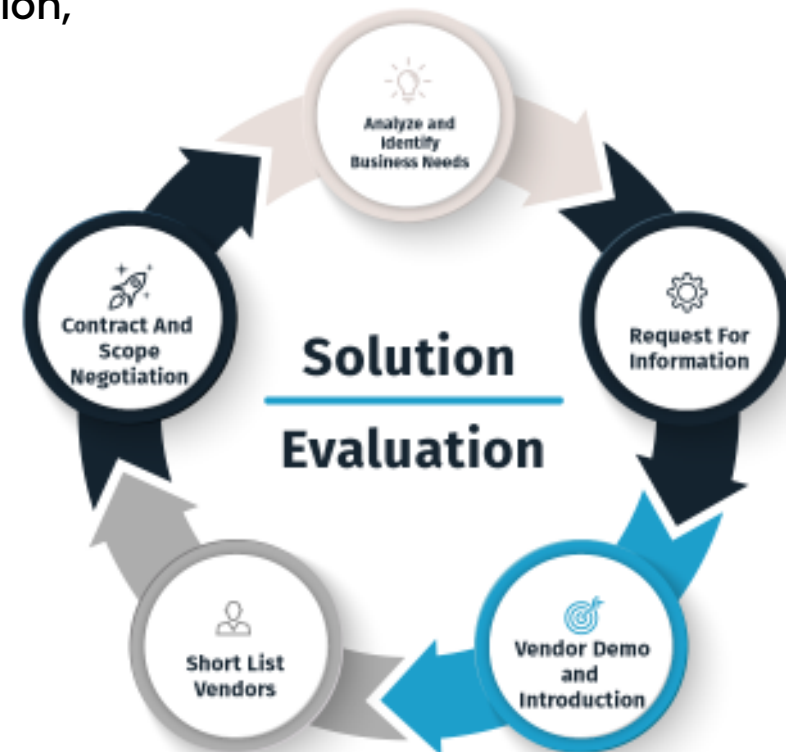 ion,
Analyze and
Identify
Business Needs
Request For
Information
Vendor Demo
and
Introduction
Short List
Vendors
Contract And
Scope
Negotiation
Solution
Evaluation